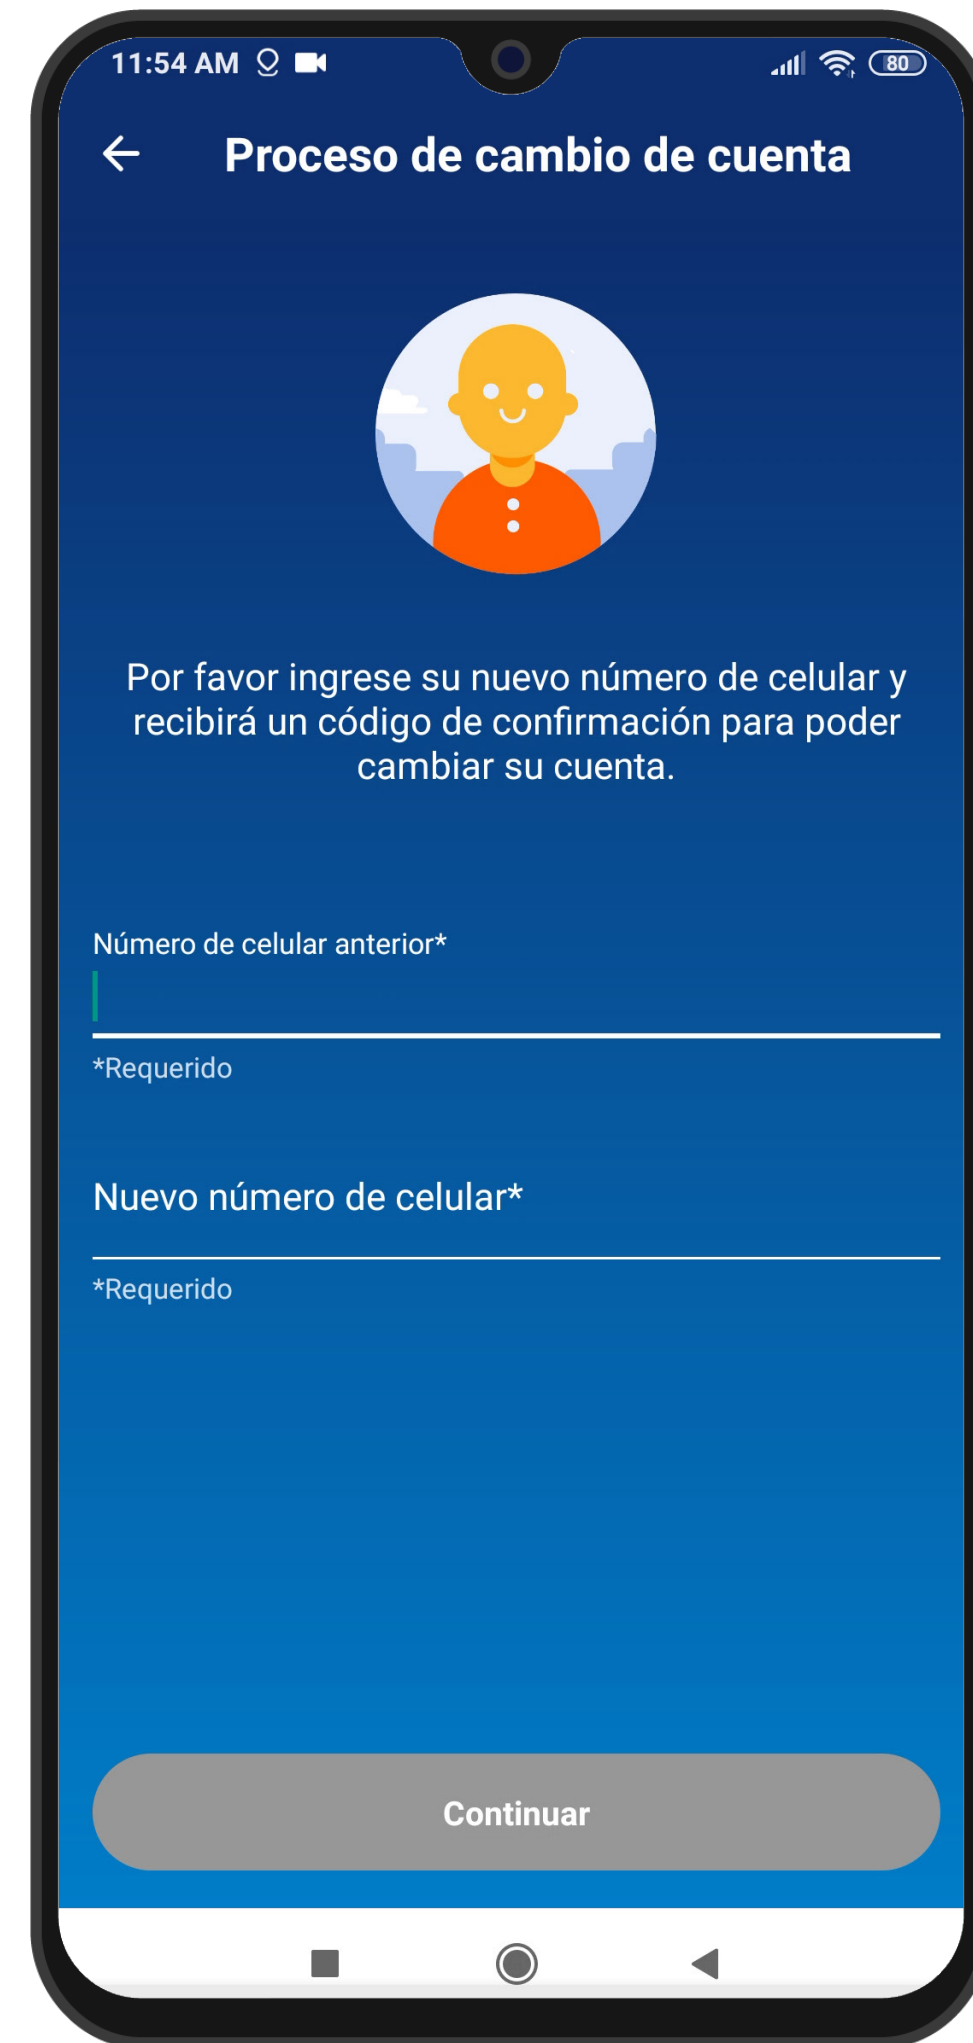 11:54 AM
80
Proceso de cambio de cuenta
Por favor ingrese su nuevo número de celular y
recibirá un código de confirmación para poder
cambiar su cuenta.
Número de celular anterior*
*Requerido
Nuevo número de celular*
*Requerido
Continuar